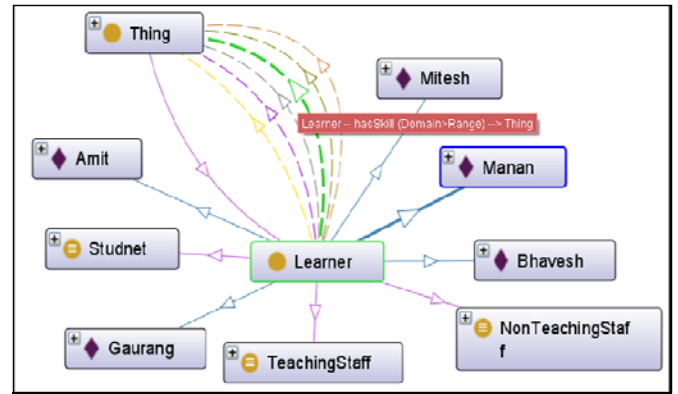 Thing
Mitesh
Learner -- hasSkill (Domain>Range) --> Thing
Amit
Manan
Studnet
Learner
Bhavesh
Gaurang
TeachingStaff
NonTeachingStaf
f